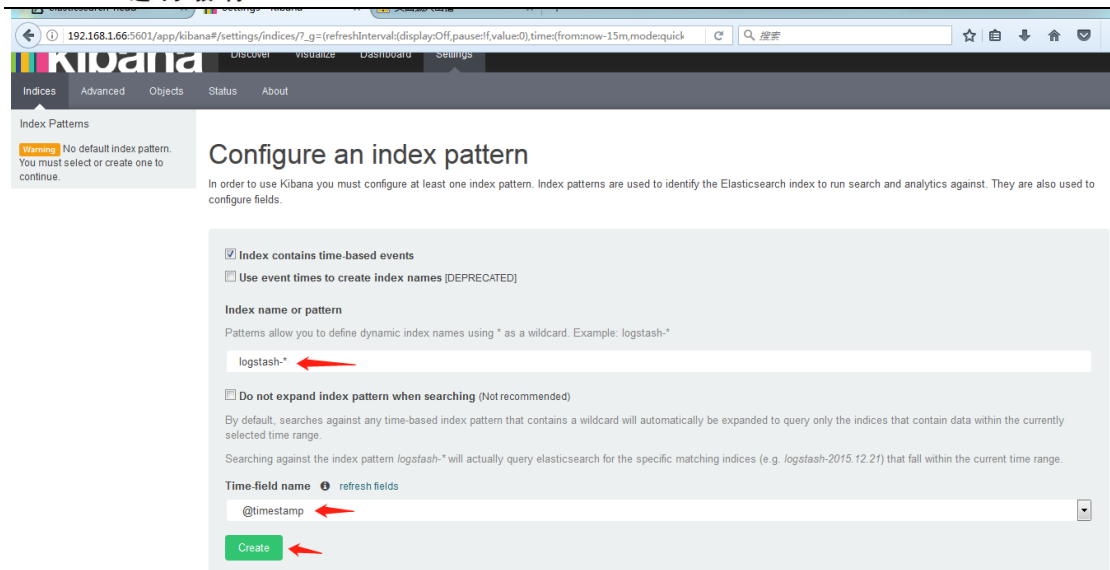 192.168.1.66:5601/app/kibana#/settings/indices/?_g=(refreshInterval:(display:Off,pause:!f,value:0),time:(from:now-15m,mode:quick
搜索
kibana
Discover Visualize Dashboard Settings
Indices Advanced Objects Status About
Index Patterns
Warning No default index pattern.
You must select or create one to
continue.
Configure an index pattern
In order to use Kibana you must configure at least one index pattern. Index patterns are used to identify the Elasticsearch index to run search and analytics against. They are also used to
configure fields.
Index contains time-based events
Use event times to create index names [DEPRECATED]
Index name or pattern
Patterns allow you to define dynamic index names using * as a wildcard. Example: logstash-*
logstash-*
Do not expand index pattern when searching (Not recommended)
By default, searches against any time-based index pattern that contains a wildcard will automatically be expanded to query only the indices that contain data within the currently
selected time range.
Searching against the index pattern logstash-* will actually query elasticsearch for the specific matching indices (e.g. logstash-2015.12.21) that fall within the current time range.
Time-field name refresh fields
@timestamp
Create